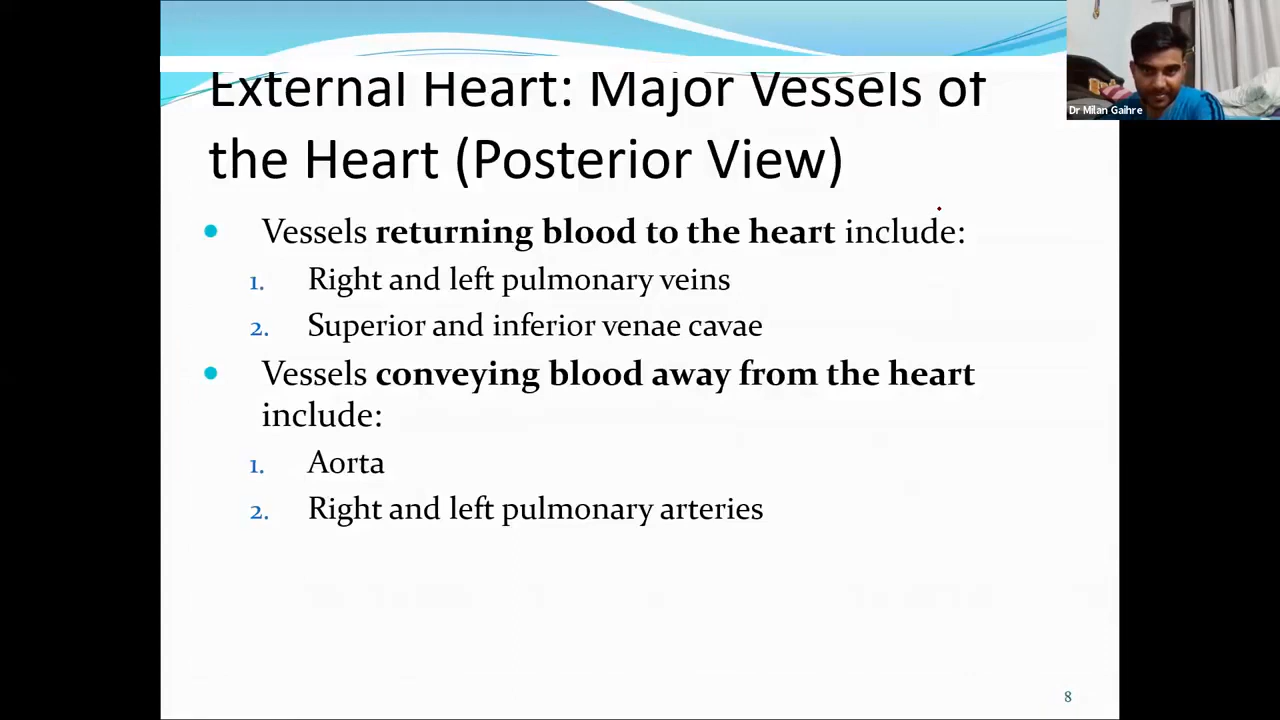 External Heart: Major Vessels of
the Heart (Posterior View)
Dr Milan Gaihre
• Vessels returning blood to the heart include:
1. Right and left pulmonary veins
2. Superior and inferior venae cavae
• Vessels conveying blood away from the heart
include:
1. Aorta
2. Right and left pulmonary arteries
8